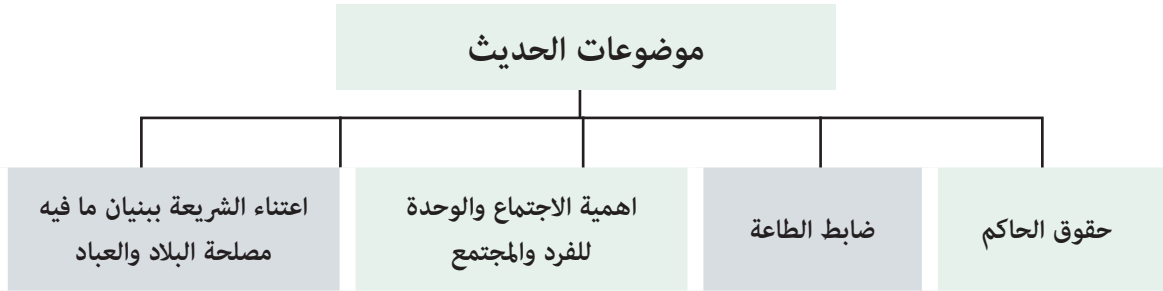 موضوعات الحديث
حقوق الحاكم
ضابط الطاعة
اهمية الاجتماع والوحدة
للفرد والمجتمع
اعتناء الشريعة ببنيان ما فيه
مصلحة البلاد والعباد